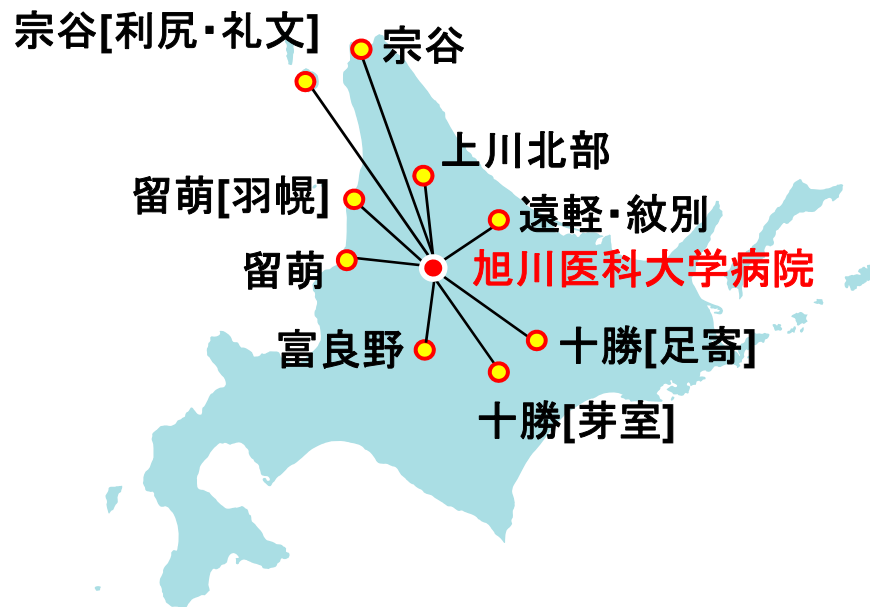 宗谷[利尻・礼文]
宗谷
上川北部
留萌[羽幌]
遠軽・紋別
留萌
旭川医科大学病院
富良野
十勝[足寄]
十勝[芽室]